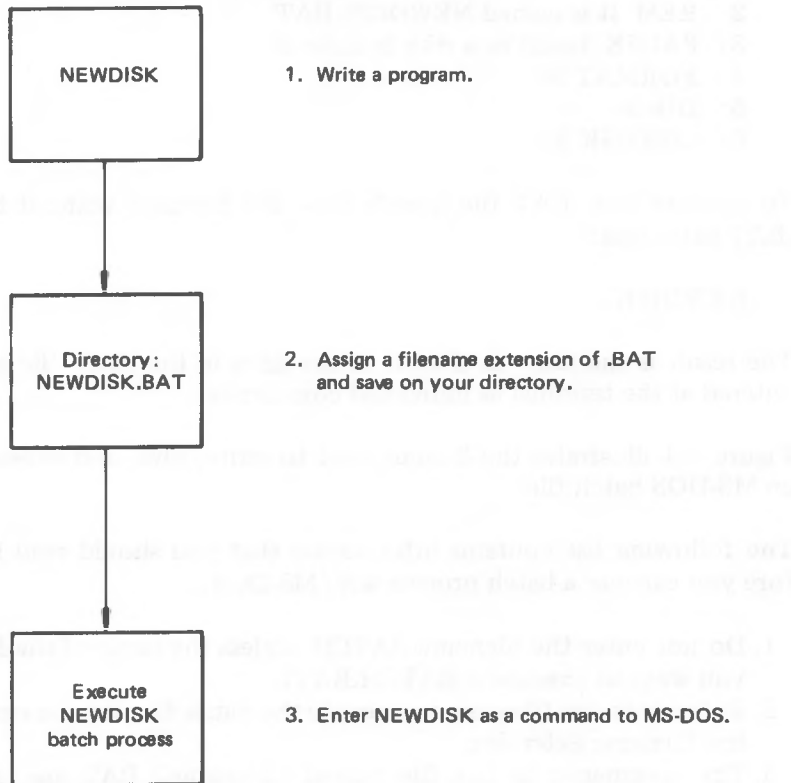 NEWDISK
1. Write a program.
Directory:
NEWDISK.BAT
2. Assign a filename extension of .BAT
and save on your directory.
Execute
NEWDISK
batch process
3. Enter NEWDISK as a command to MS-DOS.